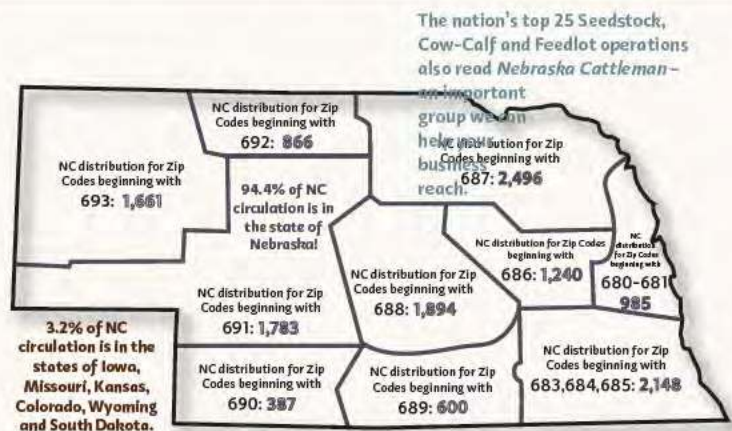 The nation's top 25 Seedstock,
Cow-Calf and Feedlot operations
also read Nebraska Cattleman –
an important
group we can
help your
business
reach.
NC distribution for Zip
Codes beginning with
692: 866
NC distribution for Zip
Codes beginning with
693: 1,661
94.4% of NC
circulation is in
the state of
Nebraska!
NC distribution for Zip
Codes beginning with
687: 2,496
NC distribution for Zip Codes
beginning with
686: 1,240
NC
distribution
for Zip Codes
beginning with
680-681
985
NC distribution for Zip
Codes beginning with
688: 1,894
NC distribution for Zip
Codes beginning with
691: 1,783
3.2% of NC
circulation is in the
states of Iowa,
Missouri, Kansas,
Colorado, Wyoming
and South Dakota.
NC distribution for Zip
Codes beginning with
690: 387
NC distribution for Zip
Codes beginning with
689: 600
NC distribution for Zip
Codes beginning with
683,684,685: 2,148